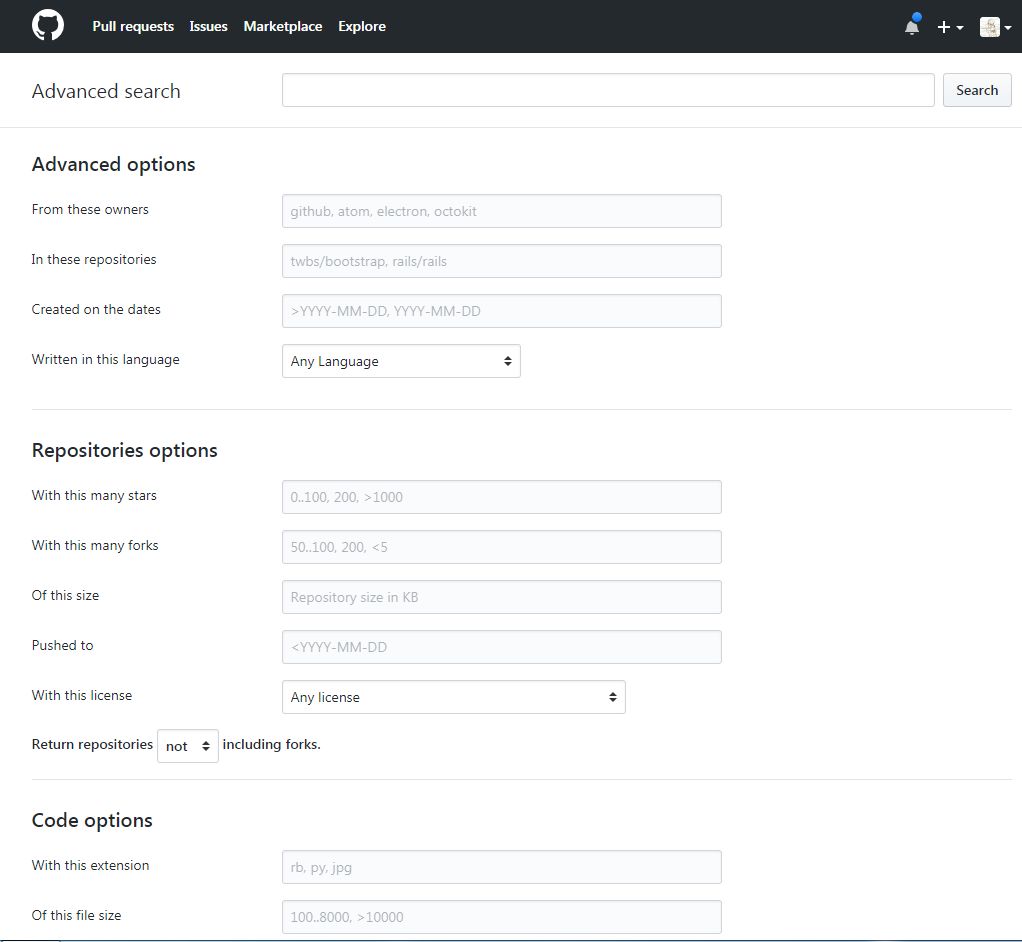 Pull requests Issues Marketplace Explore
Advanced search Search
Advanced options
From these owners github, atom, electron, octokit
In these repositories twbs/bootstrap, rails/rails
Created on the dates >YYYY-MM-DD, YYYY-MM-DD
Written in this language Any Language
Repositories options
With this many stars 0..100, 200, >1000
With this many forks 50..100, 200, <5
Of this size Repository size in KB
Pushed to <YYYY-MM-DD
With this license Any license
Return repositories not including forks.
Code options
With this extension rb, py, jpg
Of this file size 100..8000, >10000